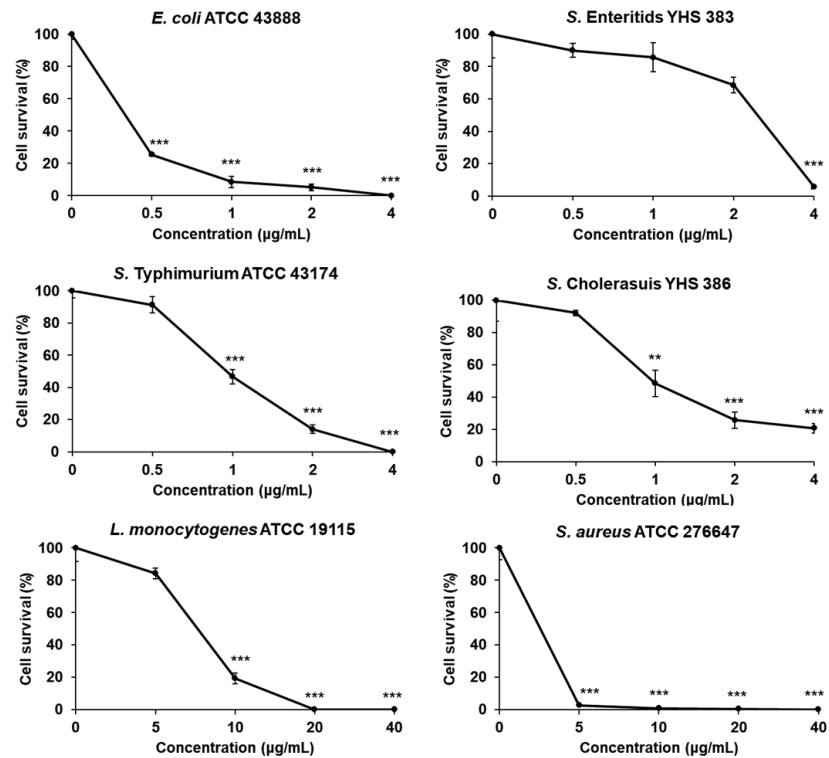 E. coli ATCC 43888
Cell survival (%)
100
80
60
40
20
0
***
***
***
***
0 0.5 1 2 4
Concentration (µg/mL)
S. Enteritids YHS 383
Cell survival (%)
100
80
60
40
20
0
***
0 0.5 1 2 4
Concentration (µg/mL)
S. Typhimurium ATCC 43174
Cell survival (%)
100
80
60
40
20
0
***
***
***
0 0.5 1 2 4
Concentration (µg/mL)
S. Cholerasuis YHS 386
Cell survival (%)
100
80
60
40
20
0
**
***
***
0 0.5 1 2 4
Concentration (µg/mL)
L. monocytogenes ATCC 19115
Cell survival (%)
100
80
60
40
20
0
***
***
***
0 5 10 20 40
Concentration (µg/mL)
S. aureus ATCC 276647
Cell survival (%)
100
80
60
40
20
0
***
***
***
***
0 5 10 20 40
Concentration (µg/mL)